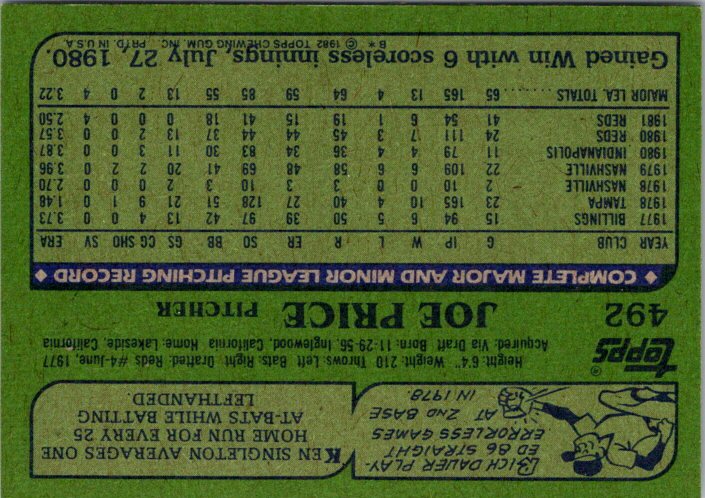 RICH DAUER PLAY-
ED 86 STRAIGHT
ERRORLESS GAMES
AT 2ND BASE
IN 1978.
KEN SINGLETON AVERAGES ONE
HOME RUN FOR EVERY 25
AT-BATS WHILE BATTING
LEFTHANDED.
Topps®
Height: 6'4" Weight: 210 Throws: Left Bats: Right Drafted: Reds #4-June, 1977
Acquired: Via Draft Born: 11-29-56, Inglewood, California Home: Lakeside, California
492 JOE PRICE PITCHER
◆ COMPLETE MAJOR AND MINOR LEAGUE PITCHING RECORD ◆
YEAR CLUB G IP W L R ER SO BB GS CG SHO SV ERA
1977 BILLINGS 15 94 6 5 50 39 97 42 13 4 0 0 3.73
1978 TAMPA 23 165 10 4 40 27 128 51 21 9 1 0 1.48
1978 NASHVILLE 2 10 0 0 3 3 10 3 2 0 0 0 2.70
1979 NASHVILLE 22 109 6 6 58 48 69 41 20 2 2 0 3.96
1980 INDIANAPOLIS 11 79 4 4 36 34 83 30 11 3 0 0 3.87
1980 REDS 24 111 7 3 45 44 44 37 13 2 0 0 3.57
1981 REDS 41 54 6 1 19 15 41 18 0 0 0 4 2.50
MAJOR LEA. TOTALS 65 165 13 4 64 59 85 55 13 2 0 4 3.22
Gained Win with 6 scoreless innings, July 27, 1980.
B * © 1982 TOPPS CHEWING GUM, INC. PRTD. IN U.S.A.